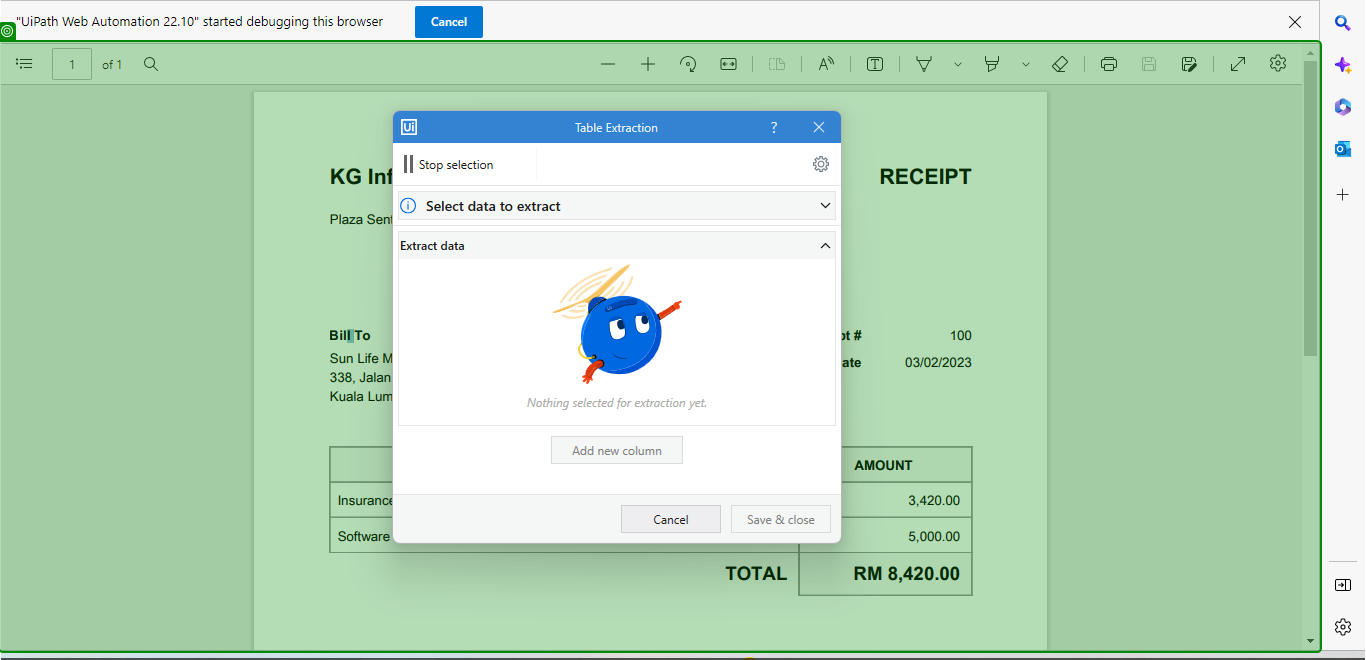 "UiPath Web Automation 22.10" started debugging this browser
Cancel
1 of 1
Ui
Table Extraction
?
Stop selection
KG Inf
RECEIPT
Plaza Sen
Select data to extract
Extract data
Nothing selected for extraction yet.
Bill To
pt # 100
Sun Life M
ate 03/02/2023
338, Jalan
Kuala Lum
Add new column
AMOUNT
Insurance
3,420.00
Cancel
Save & close
Software
5,000.00
TOTAL RM 8,420.00